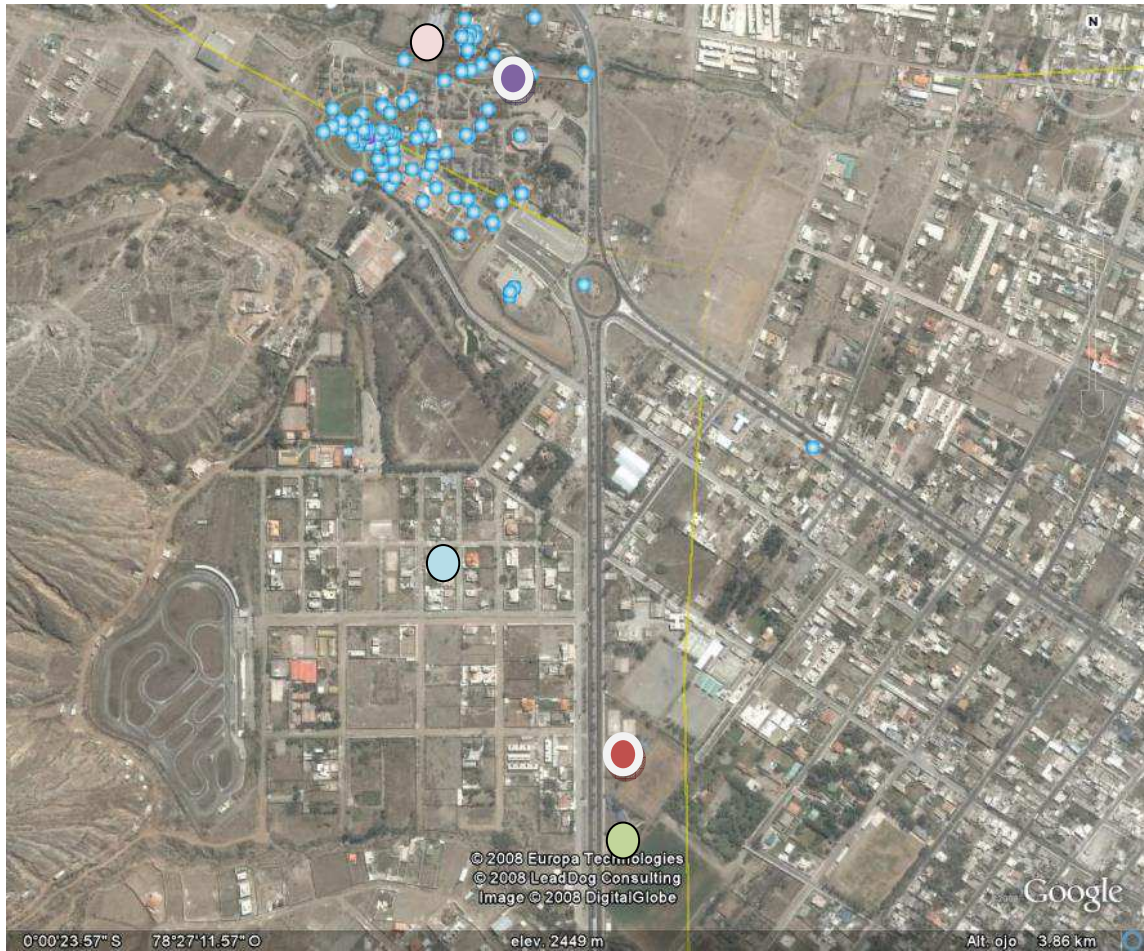 N
© 2008 Europa Technologies
© 2008 LeadDog Consulting
Image © 2008 DigitalGlobe
©2008 Google
0°00'23.57" S 78°27'11.57" O elev. 2449 m Alt. ojo 3.86 km